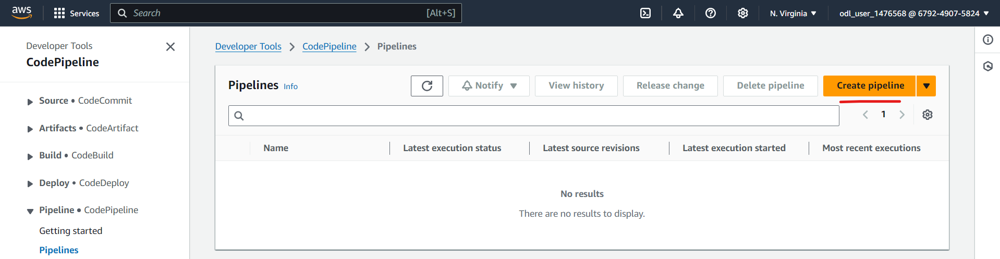 aws
Services
Search [Alt+S]
N. Virginia
odl_user_1476568 @ 6792-4907-5824
Developer Tools
CodePipeline
Source • CodeCommit
Artifacts • CodeArtifact
Build • CodeBuild
Deploy • CodeDeploy
Pipeline • CodePipeline
Getting started
Pipelines
Developer Tools > CodePipeline > Pipelines
Pipelines Info
Notify
View history
Release change
Delete pipeline
Create pipeline
1
Name
Latest execution status
Latest source revisions
Latest execution started
Most recent executions
No results
There are no results to display.